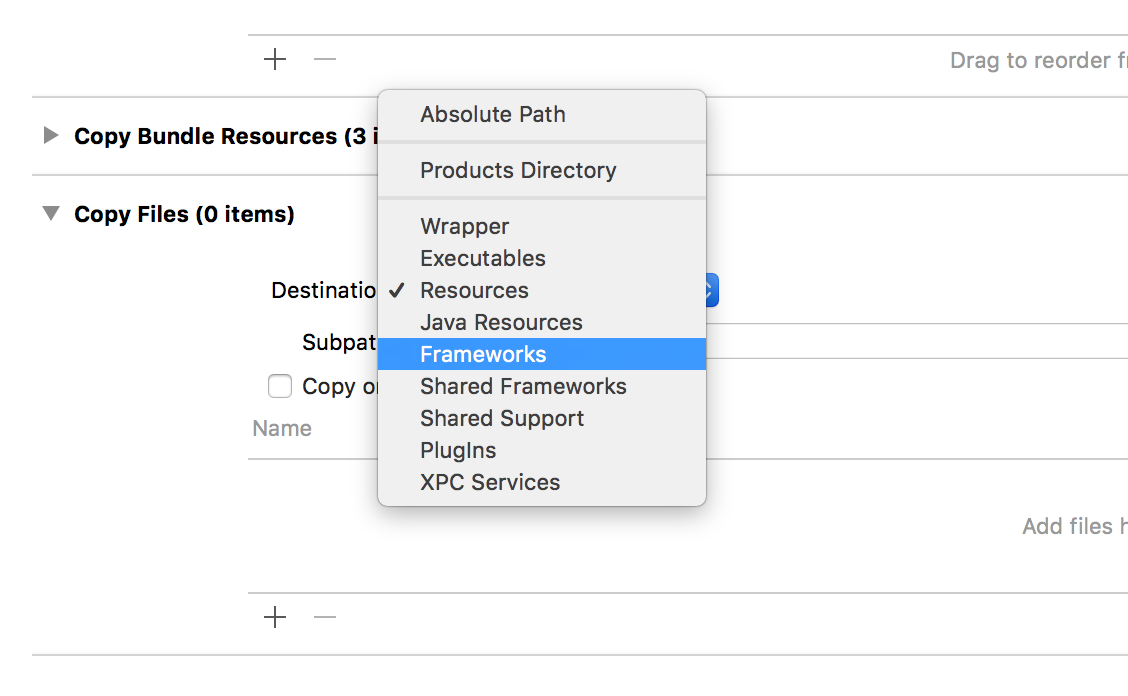 Drag to reorder
Absolute Path
Copy Bundle Resources (3
Products Directory
Copy Files (0 items)
Wrapper
Executables
Destinatio
Resources
Java Resources
Subpat
Frameworks
Copy
Shared Frameworks
Name
Shared Support
PlugIns
XPC Services
Add files